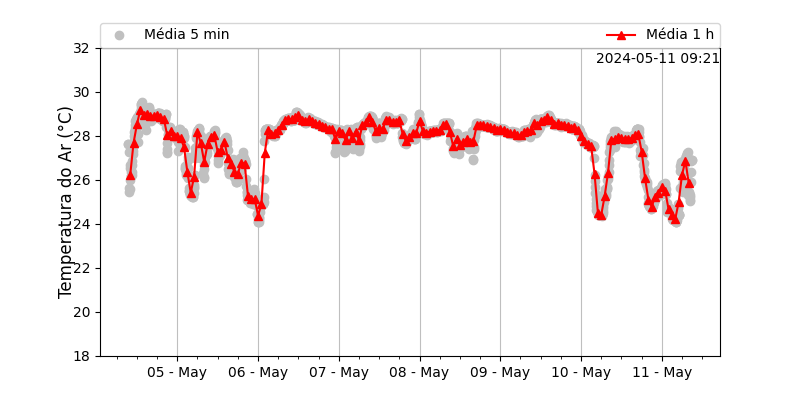 Média 5 min
Média 1 h
2024-05-11 09:21
Temperatura do Ar (°C)
32
30
28
26
24
22
20
18
05 - May
06 - May
07 - May
08 - May
09 - May
10 - May
11 - May